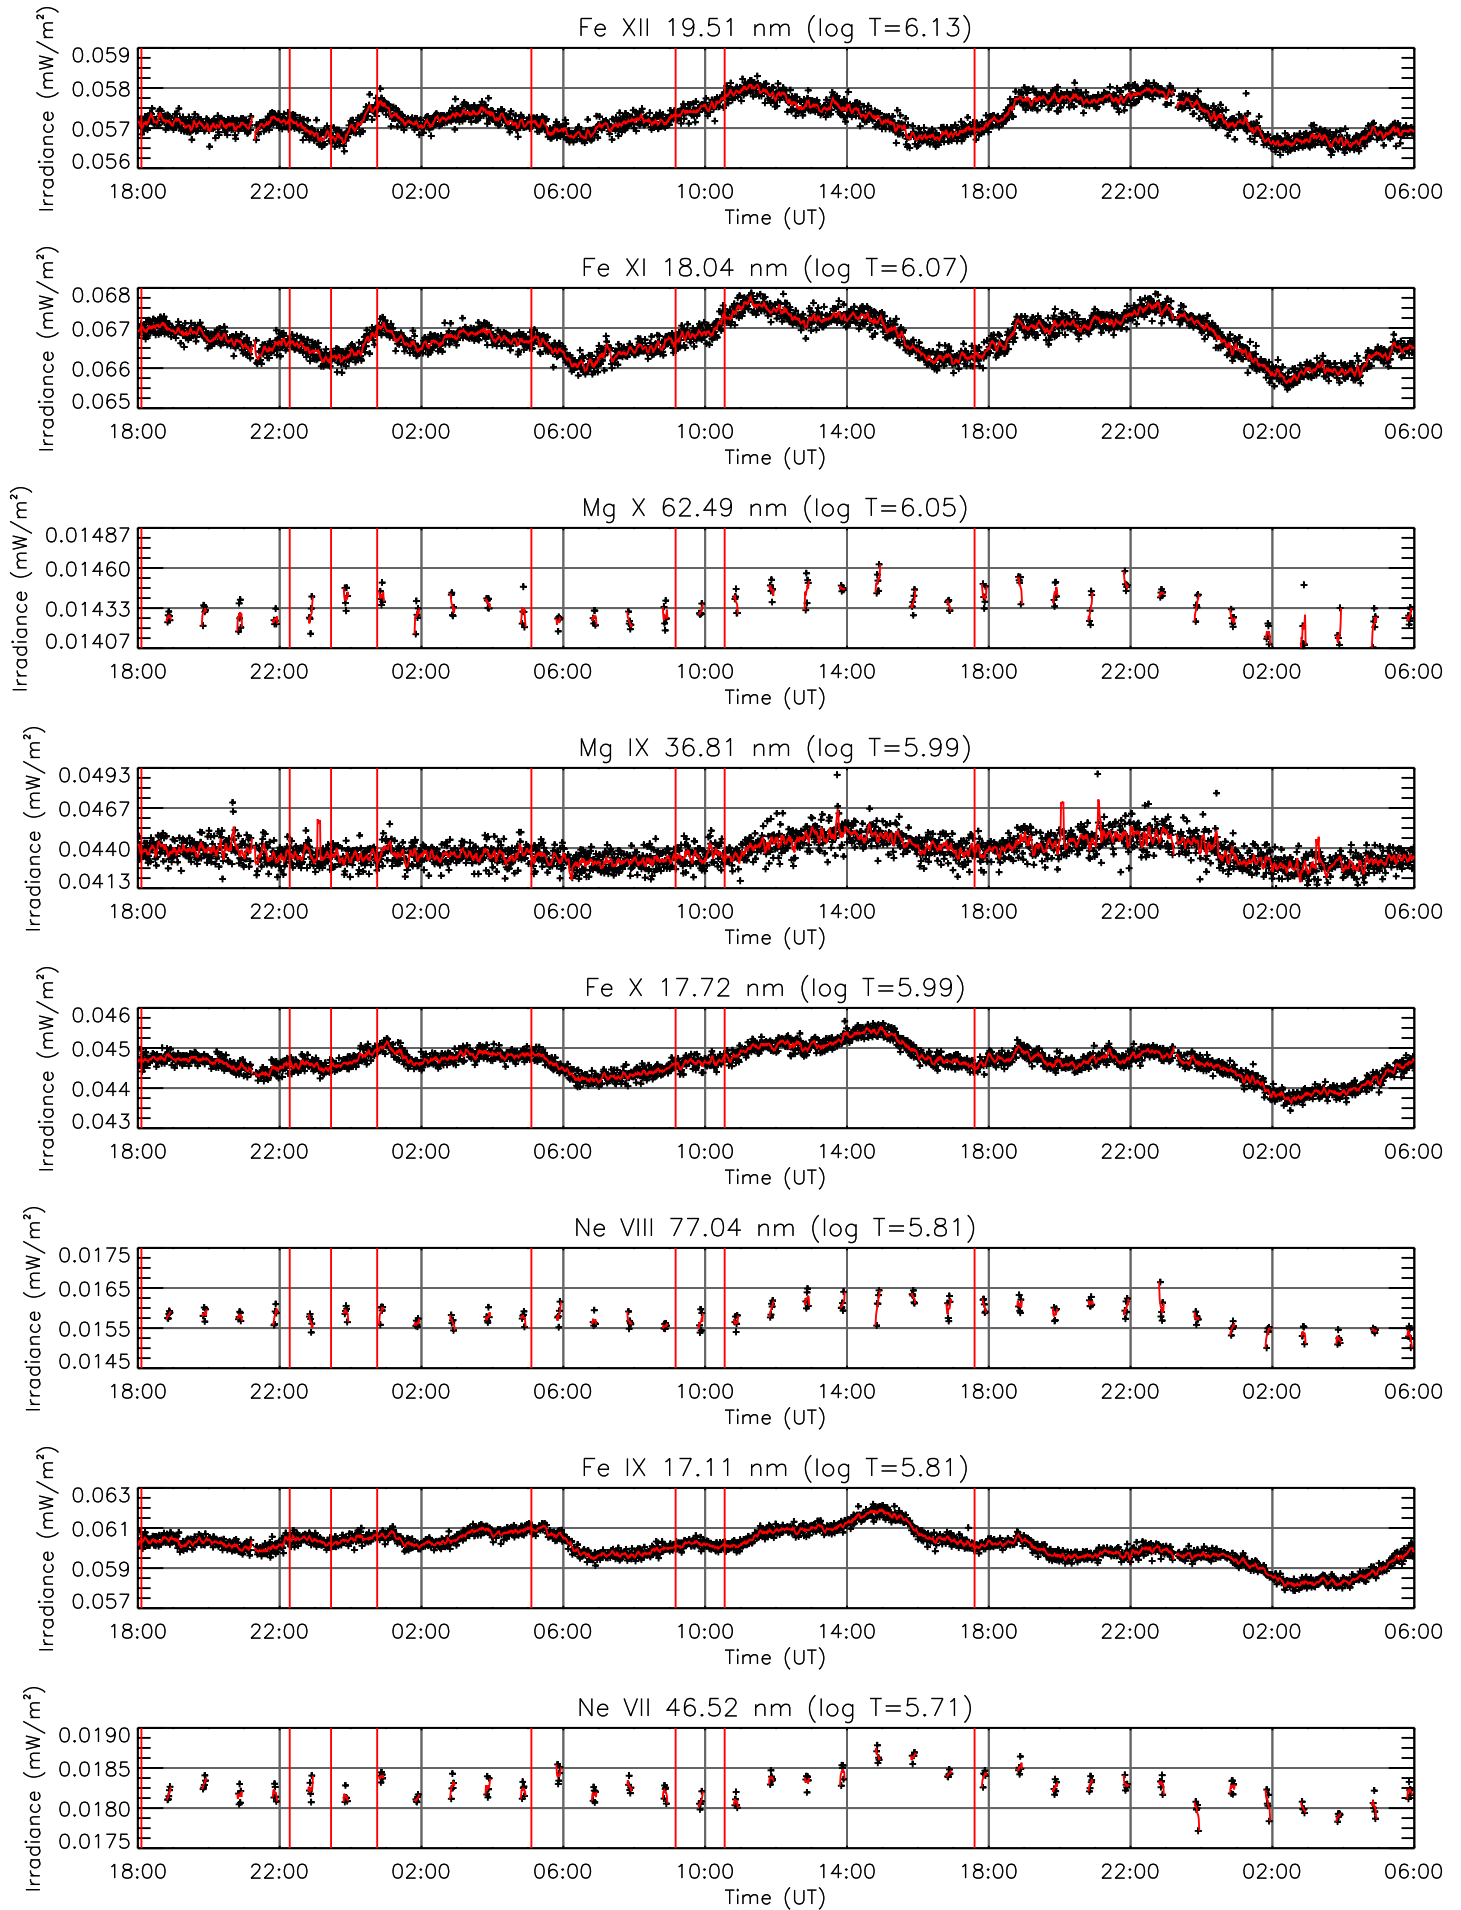 Fe XII 19.51 nm (log T=6.13)
Irradiance (mW/m²)
0.059
0.058
0.057
0.056
18:00 22:00 02:00 06:00 10:00 14:00 18:00 22:00 02:00 06:00
Time (UT)
Fe XI 18.04 nm (log T=6.07)
Irradiance (mW/m²)
0.068
0.067
0.066
0.065
18:00 22:00 02:00 06:00 10:00 14:00 18:00 22:00 02:00 06:00
Time (UT)
Mg X 62.49 nm (log T=6.05)
Irradiance (mW/m²)
0.01487
0.01460
0.01433
0.01407
18:00 22:00 02:00 06:00 10:00 14:00 18:00 22:00 02:00 06:00
Time (UT)
Mg IX 36.81 nm (log T=5.99)
Irradiance (mW/m²)
0.0493
0.0467
0.0440
0.0413
18:00 22:00 02:00 06:00 10:00 14:00 18:00 22:00 02:00 06:00
Time (UT)
Fe X 17.72 nm (log T=5.99)
Irradiance (mW/m²)
0.046
0.045
0.044
0.043
18:00 22:00 02:00 06:00 10:00 14:00 18:00 22:00 02:00 06:00
Time (UT)
Ne VIII 77.04 nm (log T=5.81)
Irradiance (mW/m²)
0.0175
0.0165
0.0155
0.0145
18:00 22:00 02:00 06:00 10:00 14:00 18:00 22:00 02:00 06:00
Time (UT)
Fe IX 17.11 nm (log T=5.81)
Irradiance (mW/m²)
0.063
0.061
0.059
0.057
18:00 22:00 02:00 06:00 10:00 14:00 18:00 22:00 02:00 06:00
Time (UT)
Ne VII 46.52 nm (log T=5.71)
Irradiance (mW/m²)
0.0190
0.0185
0.0180
0.0175
18:00 22:00 02:00 06:00 10:00 14:00 18:00 22:00 02:00 06:00
Time (UT)